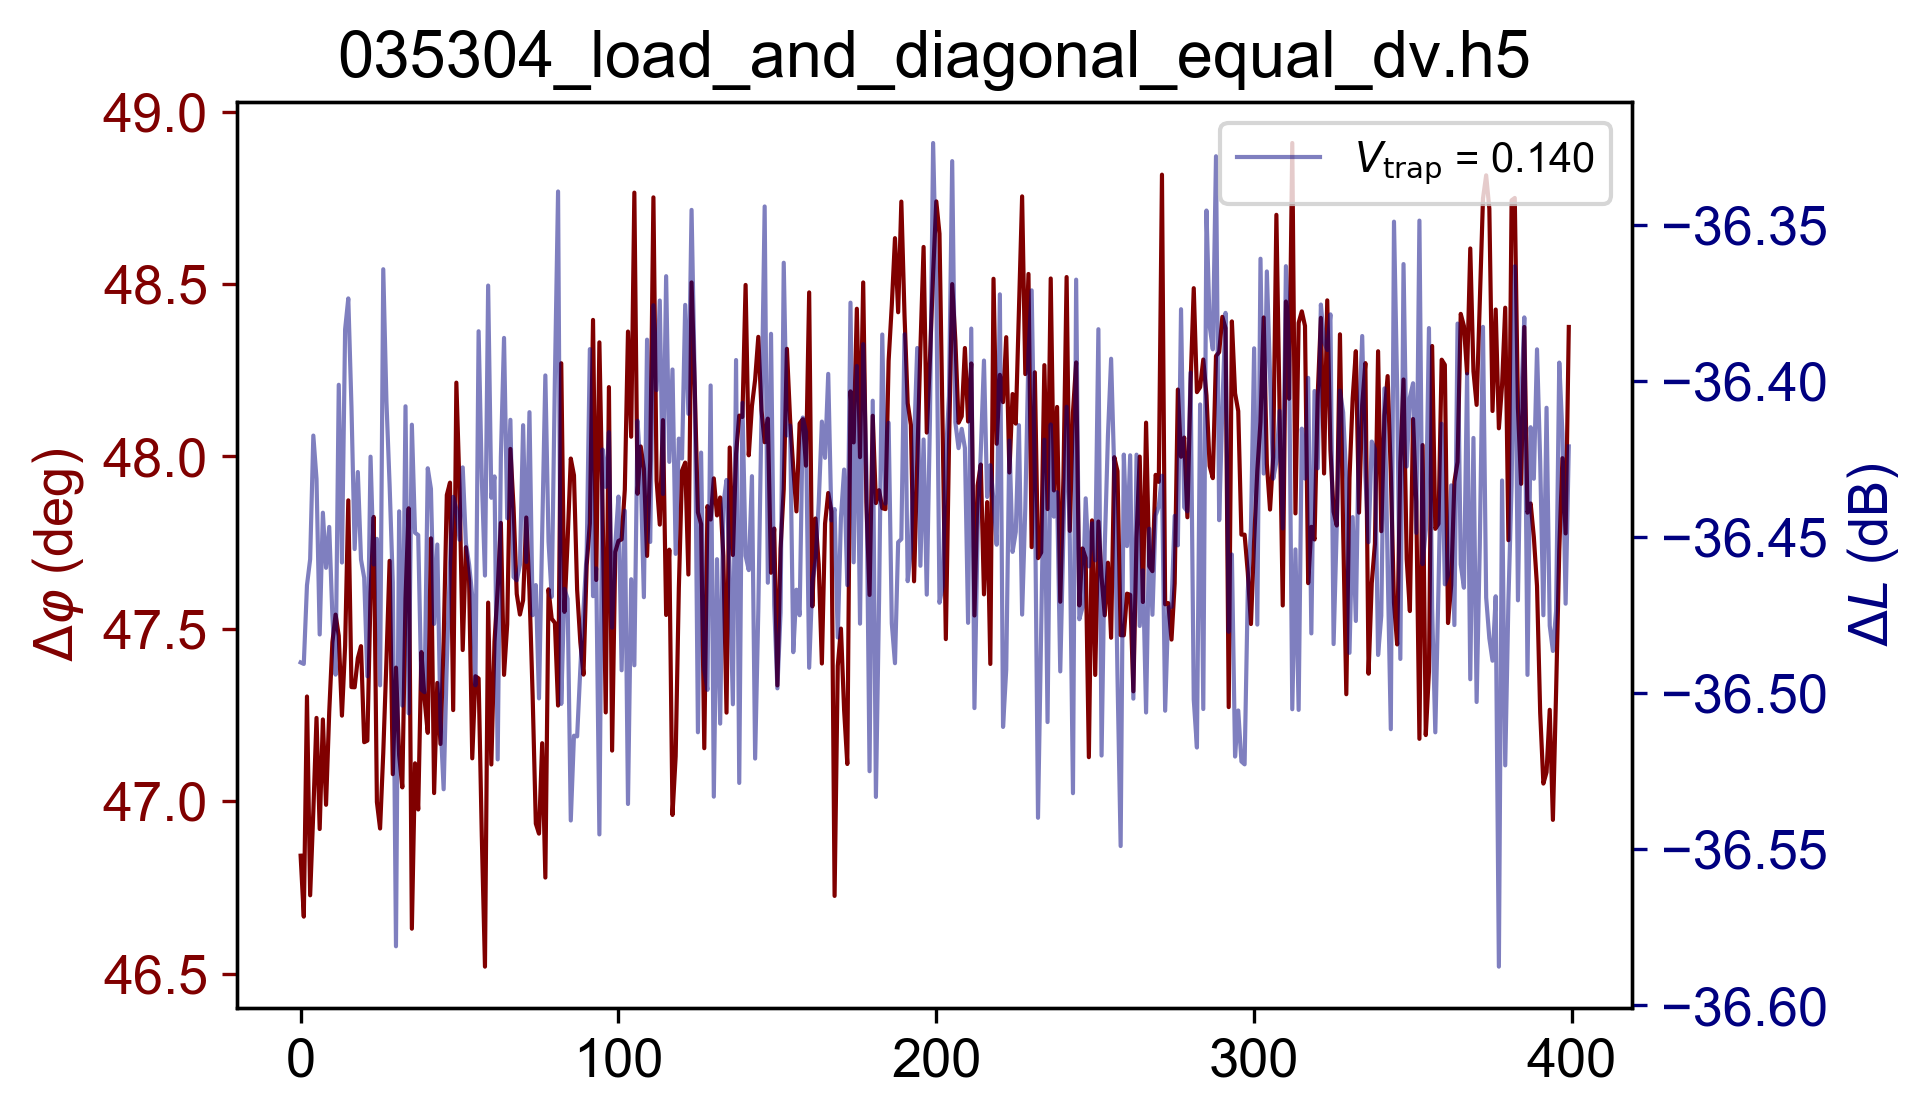 035304_load_and_diagonal_equal_dv.h5
49.0
48.5
48.0
47.5
47.0
46.5
Δφ (deg)
V_trap = 0.140
−36.35
−36.40
−36.45
−36.50
−36.55
−36.60
ΔL (dB)
0 100 200 300 400